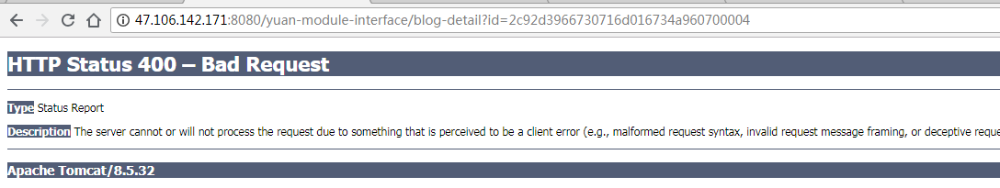 47.106.142.171:8080/yuan-module-interface/blog-detail?id=2c92d3966730716d016734a960700004
HTTP Status 400 – Bad Request
Type Status Report
Description The server cannot or will not process the request due to something that is perceived to be a client error (e.g., malformed request syntax, invalid request message framing, or deceptive
Apache Tomcat/8.5.32